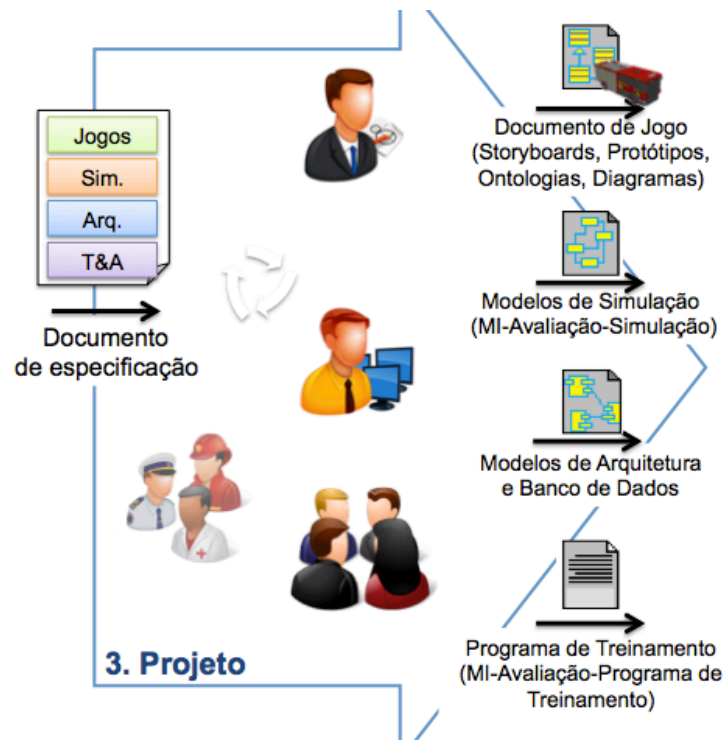 Jogos
Sim.
Arq.
T&A
Documento
de especificação
3. Projeto
Documento de Jogo
(Storyboards, Protótipos,
Ontologias, Diagramas)
Modelos de Simulação
(MI-Avaliação-Simulação)
Modelos de Arquitetura
e Banco de Dados
Programa de Treinamento
(MI-Avaliação-Programa de
Treinamento)